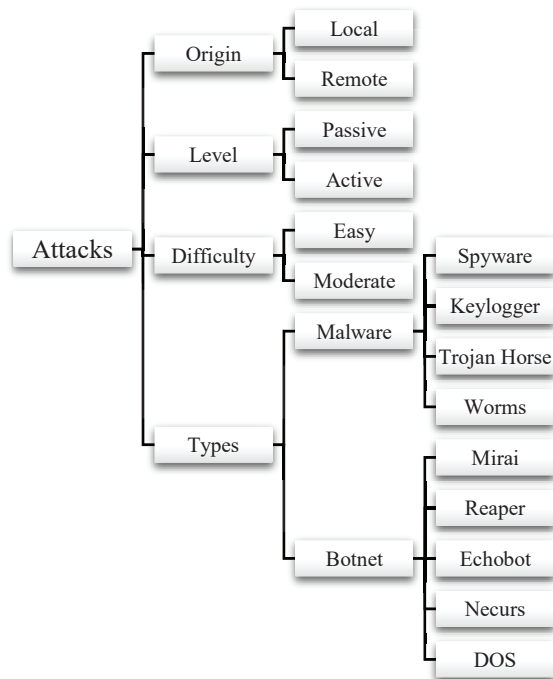 Attacks
Origin
Local
Remote
Level
Passive
Active
Difficulty
Easy
Moderate
Types
Malware
Spyware
Keylogger
Trojan Horse
Worms
Botnet
Mirai
Reaper
Echobot
Necurs
DOS